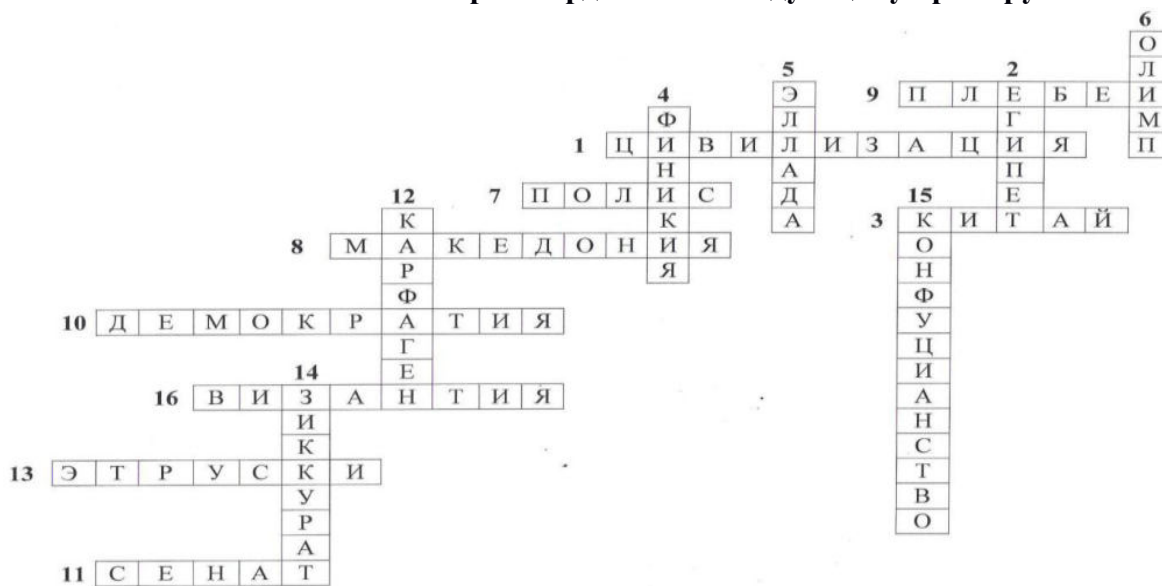 6 ОЛИМП
5 ЭЛЛАДА
2 ЕГИПЕТ
9 ПЛЕБЕИ
4 ФИНИКИЯ
1 ЦИВИЛИЗАЦИЯ
7 ПОЛИС
12 КАРФАГЕН
15 КОНФУЦИАНСТВО
3 КИТАЙ
8 МАКЕДОНИЯ
10 ДЕМОКРАТИЯ
14 ЗИККУРАТ
16 ВИЗАНТИЯ
13 ЭТРУСКИ
11 СЕНАТ